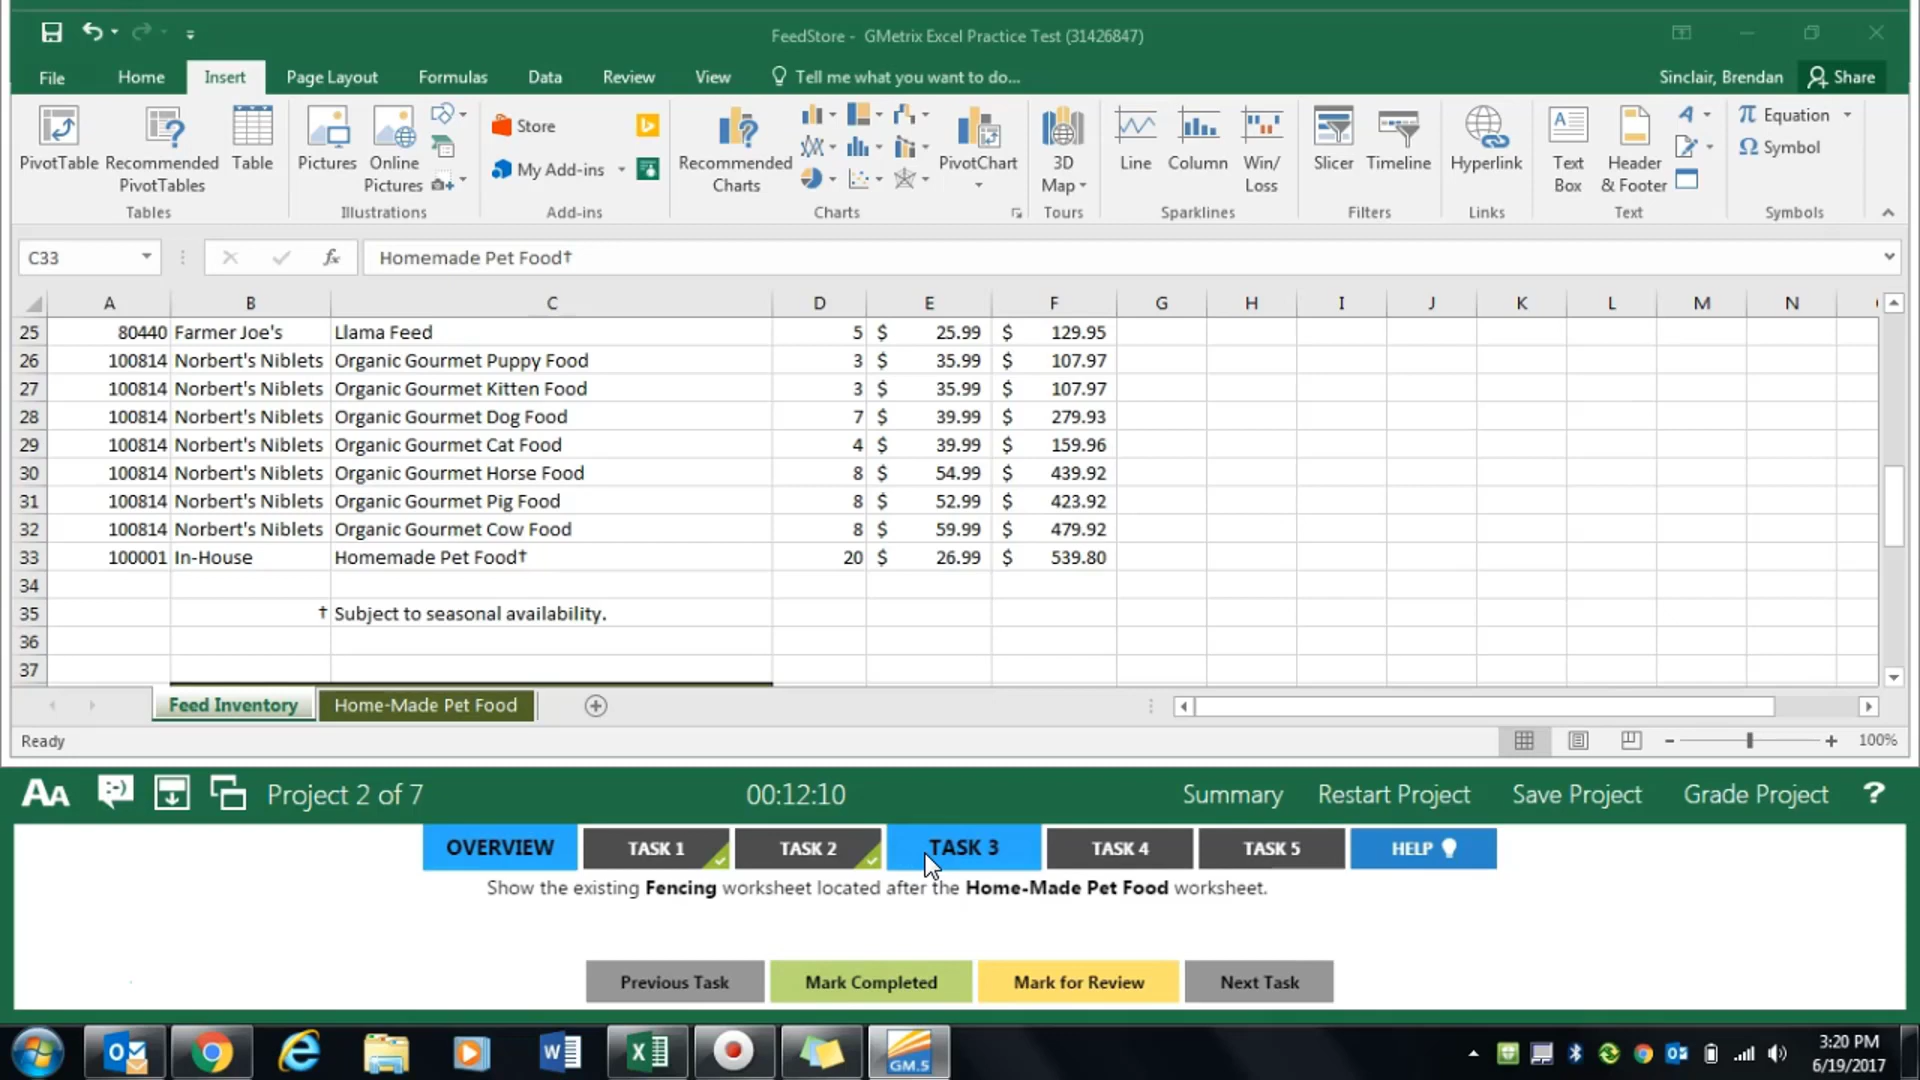 FeedStore - GMetrix Excel Practice Test (31426847)
File Home Insert Page Layout Formulas Data Review View Tell me what you want to do... Sinclair, Brendan Share
PivotTable
Recommended PivotTables
Table
Pictures
Online Pictures
Store
My Add-ins
Recommended Charts
PivotChart
3D Map
Line
Column
Win/ Loss
Slicer
Timeline
Hyperlink
Text Box
Header & Footer
Equation
Symbol
Tables Illustrations Add-ins Charts Tours Sparklines Filters Links Text Symbols
C33 fx Homemade Pet Food†
A B C D E F G H I J K L M N
25 80440 Farmer Joe's Llama Feed 5 $ 25.99 $ 129.95
26 100814 Norbert's Niblets Organic Gourmet Puppy Food 3 $ 35.99 $ 107.97
27 100814 Norbert's Niblets Organic Gourmet Kitten Food 3 $ 35.99 $ 107.97
28 100814 Norbert's Niblets Organic Gourmet Dog Food 7 $ 39.99 $ 279.93
29 100814 Norbert's Niblets Organic Gourmet Cat Food 4 $ 39.99 $ 159.96
30 100814 Norbert's Niblets Organic Gourmet Horse Food 8 $ 54.99 $ 439.92
31 100814 Norbert's Niblets Organic Gourmet Pig Food 8 $ 52.99 $ 423.92
32 100814 Norbert's Niblets Organic Gourmet Cow Food 8 $ 59.99 $ 479.92
33 100001 In-House Homemade Pet Food† 20 $ 26.99 $ 539.80
34
35 † Subject to seasonal availability.
36
37
Feed Inventory Home-Made Pet Food
Ready 100%
AA Project 2 of 7 00:12:10 Summary Restart Project Save Project Grade Project ?
OVERVIEW TASK 1 TASK 2 TASK 3 TASK 4 TASK 5 HELP
Show the existing Fencing worksheet located after the Home-Made Pet Food worksheet.
Previous Task Mark Completed Mark for Review Next Task
GM.5
3:20 PM
6/19/2017